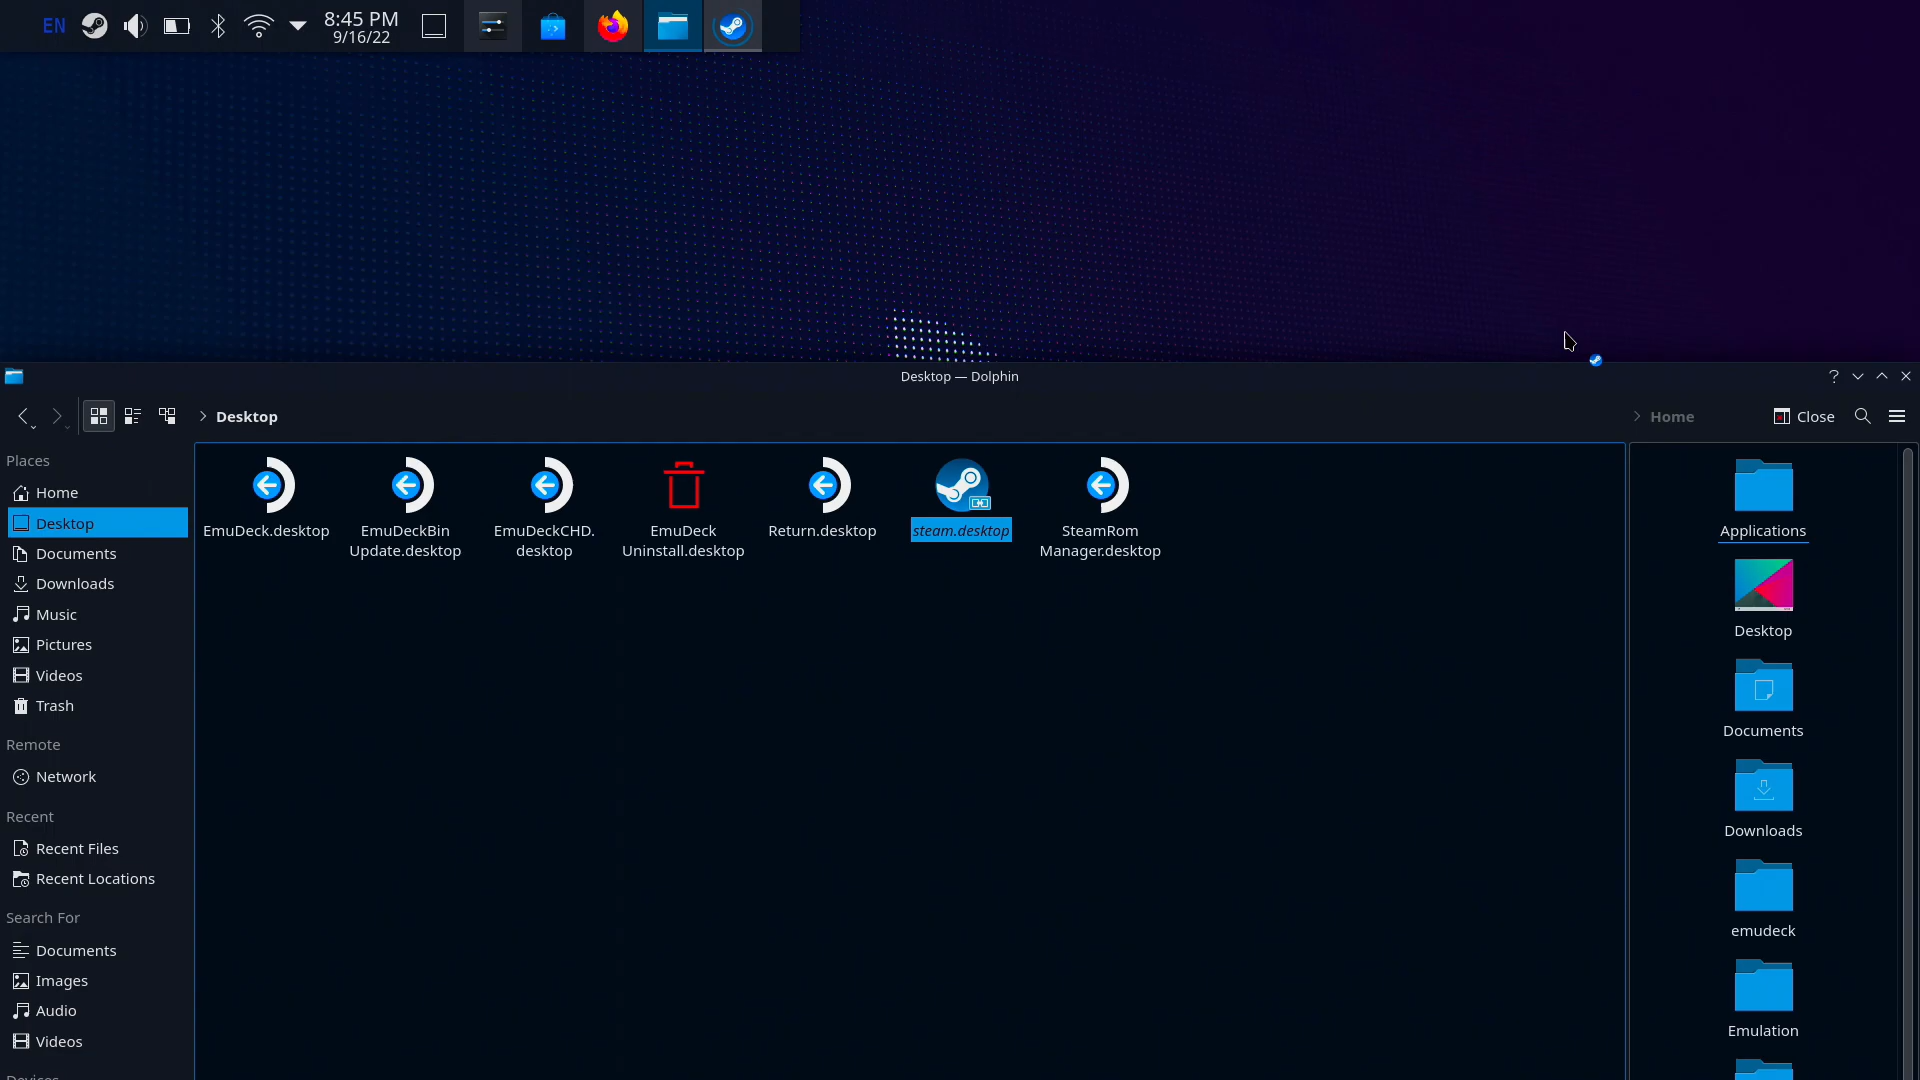 EN
8:45 PM
9/16/22
Desktop — Dolphin
?
Desktop
Home
Close
Places
Home
Desktop
Documents
Downloads
Music
Pictures
Videos
Trash
Remote
Network
Recent
Recent Files
Recent Locations
Search For
Documents
Images
Audio
Videos
Devices
EmuDeck.desktop
EmuDeckBin
Update.desktop
EmuDeckCHD.
desktop
EmuDeck
Uninstall.desktop
Return.desktop
steam.desktop
SteamRom
Manager.desktop
Applications
Desktop
Documents
Downloads
emudeck
Emulation